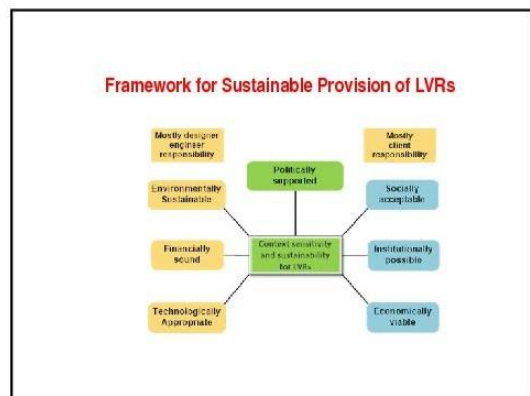 Framework for Sustainable Provision of LVRs
Mostly designer
engineer
responsibility
Mostly
client
responsibility
Politically
supported
Environmentally
Sustainable
Socially
acceptable
Financially
sound
Context sensitivity
and sustainability
for LVRs
Institutionally
possible
Technologically
Appropriate
Economically
viable